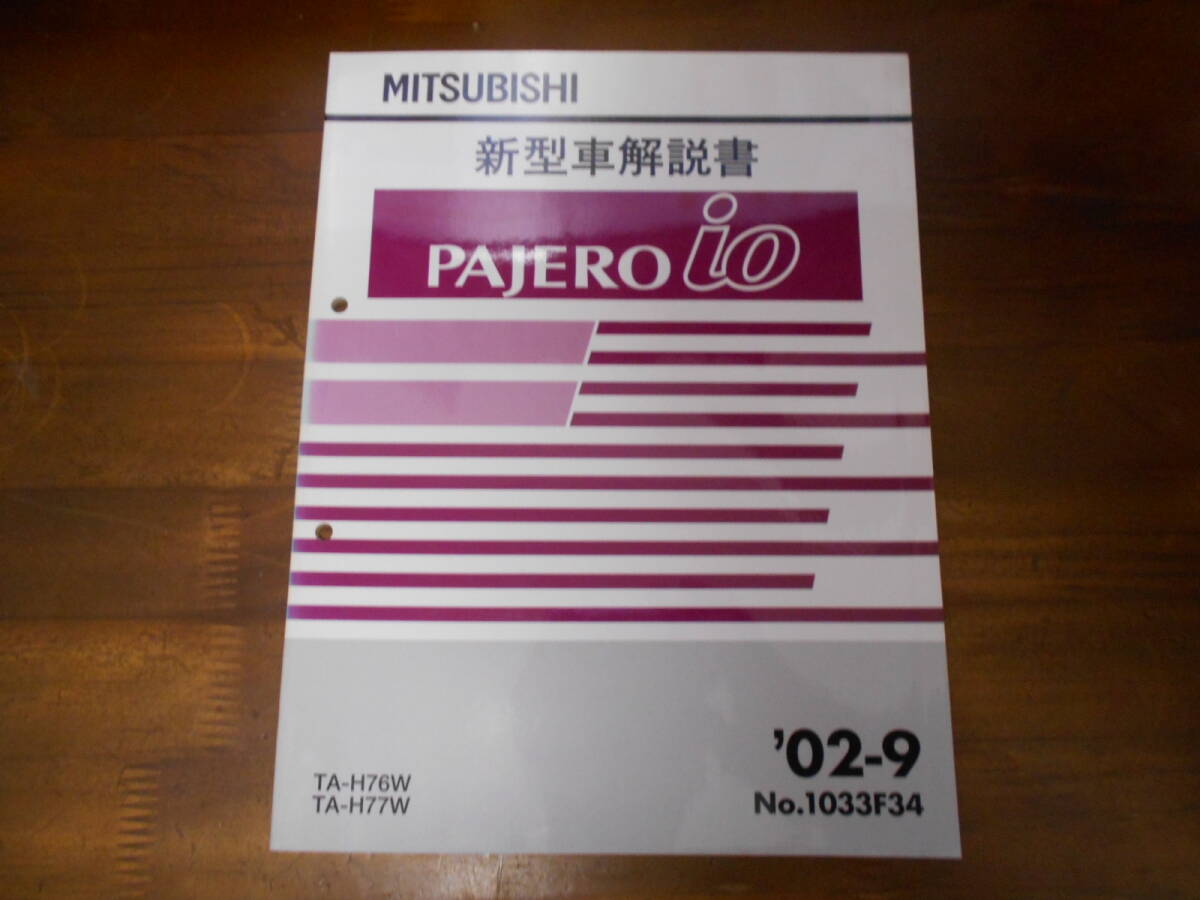 MITSUBISHI
新型車解説書
PAJERO io
'02-9
TA-H76W
TA-H77W
No.1033F34